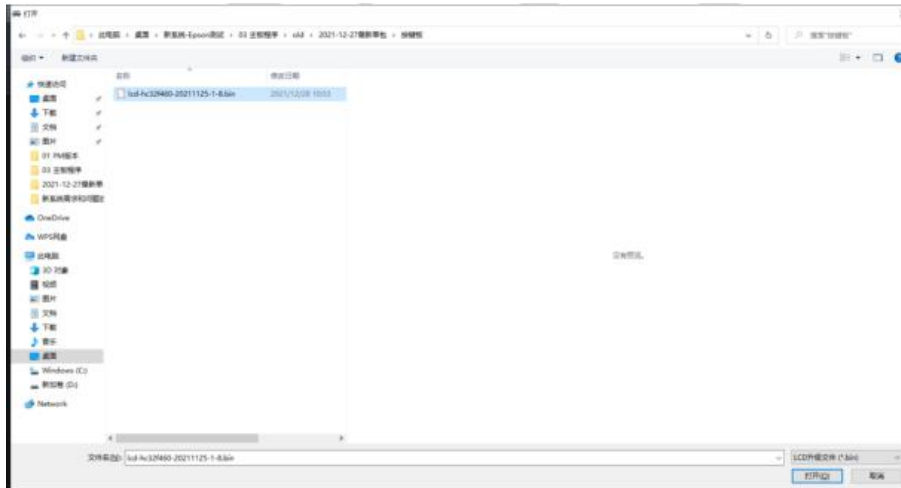 打开
此电脑 › 桌面 › 新系统-Epson测试 › 03 主板程序 › old › 2021-12-27最新单包 › 按键板
搜索"按键板"
组织 新建文件夹
名称 修改日期
快速访问
桌面
下载
文档
图片
01 PM版本
03 主板程序
2021-12-27最新单
OneDrive
WPS网盘
此电脑
3D 对象
视频
图片
文档
下载
音乐
桌面
Windows (C:)
新加卷 (D:)
Network
lcd-hc32f460-20211125-1-8.bin 2021/12/28 10:03
没有预览。
文件名(N): lcd-hc32f460-20211125-1-8.bin
LCD升级文件 (*.bin)
打开(O) 取消